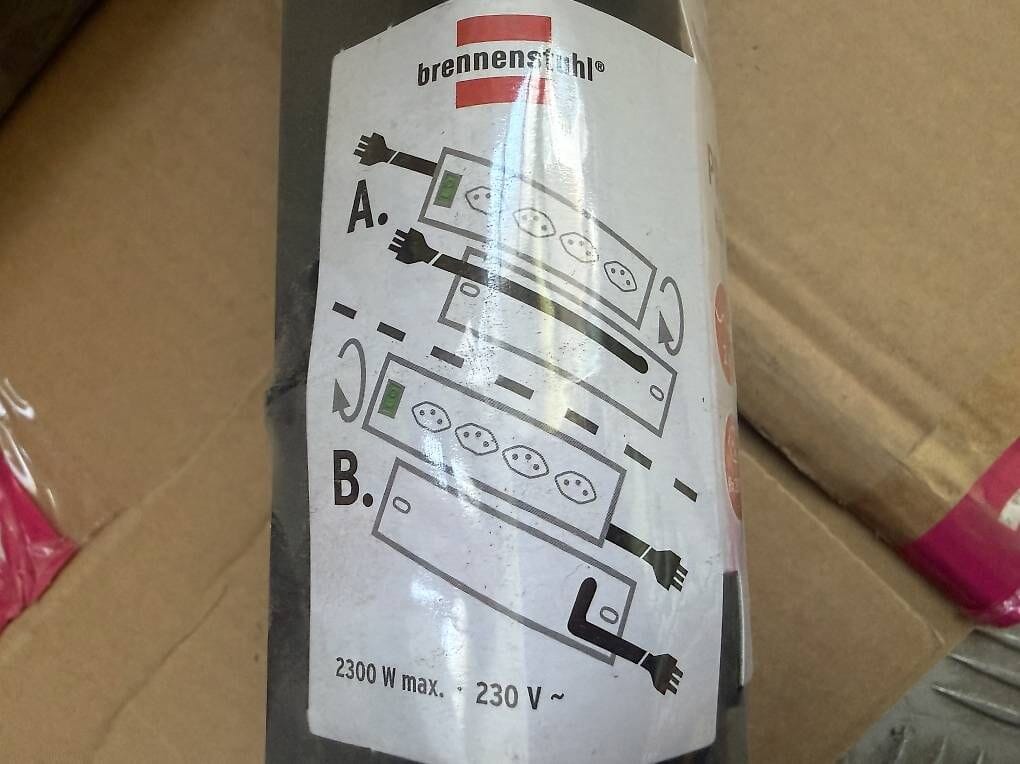 brennenstuhl®
A.
B.
2300 W max. · 230 V ~